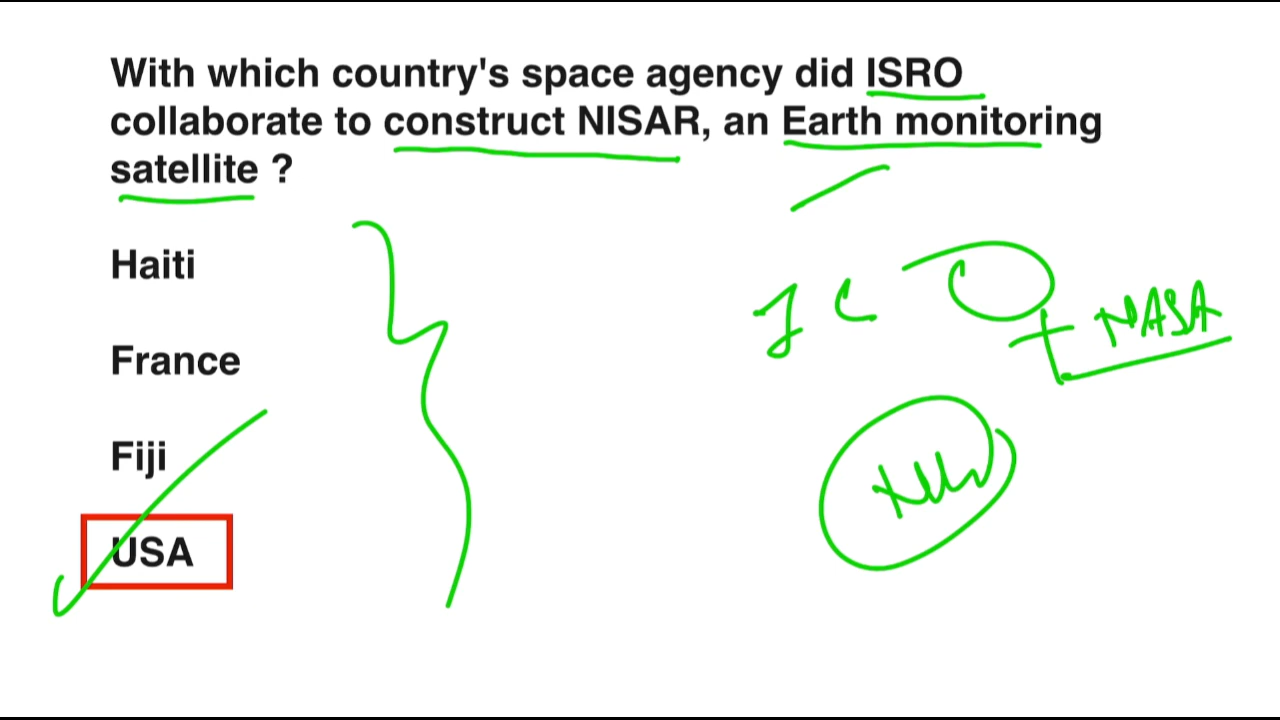 With which country's space agency did ISRO
collaborate to construct NISAR, an Earth monitoring
satellite ?
Haiti
France
Fiji
USA
+ NASA